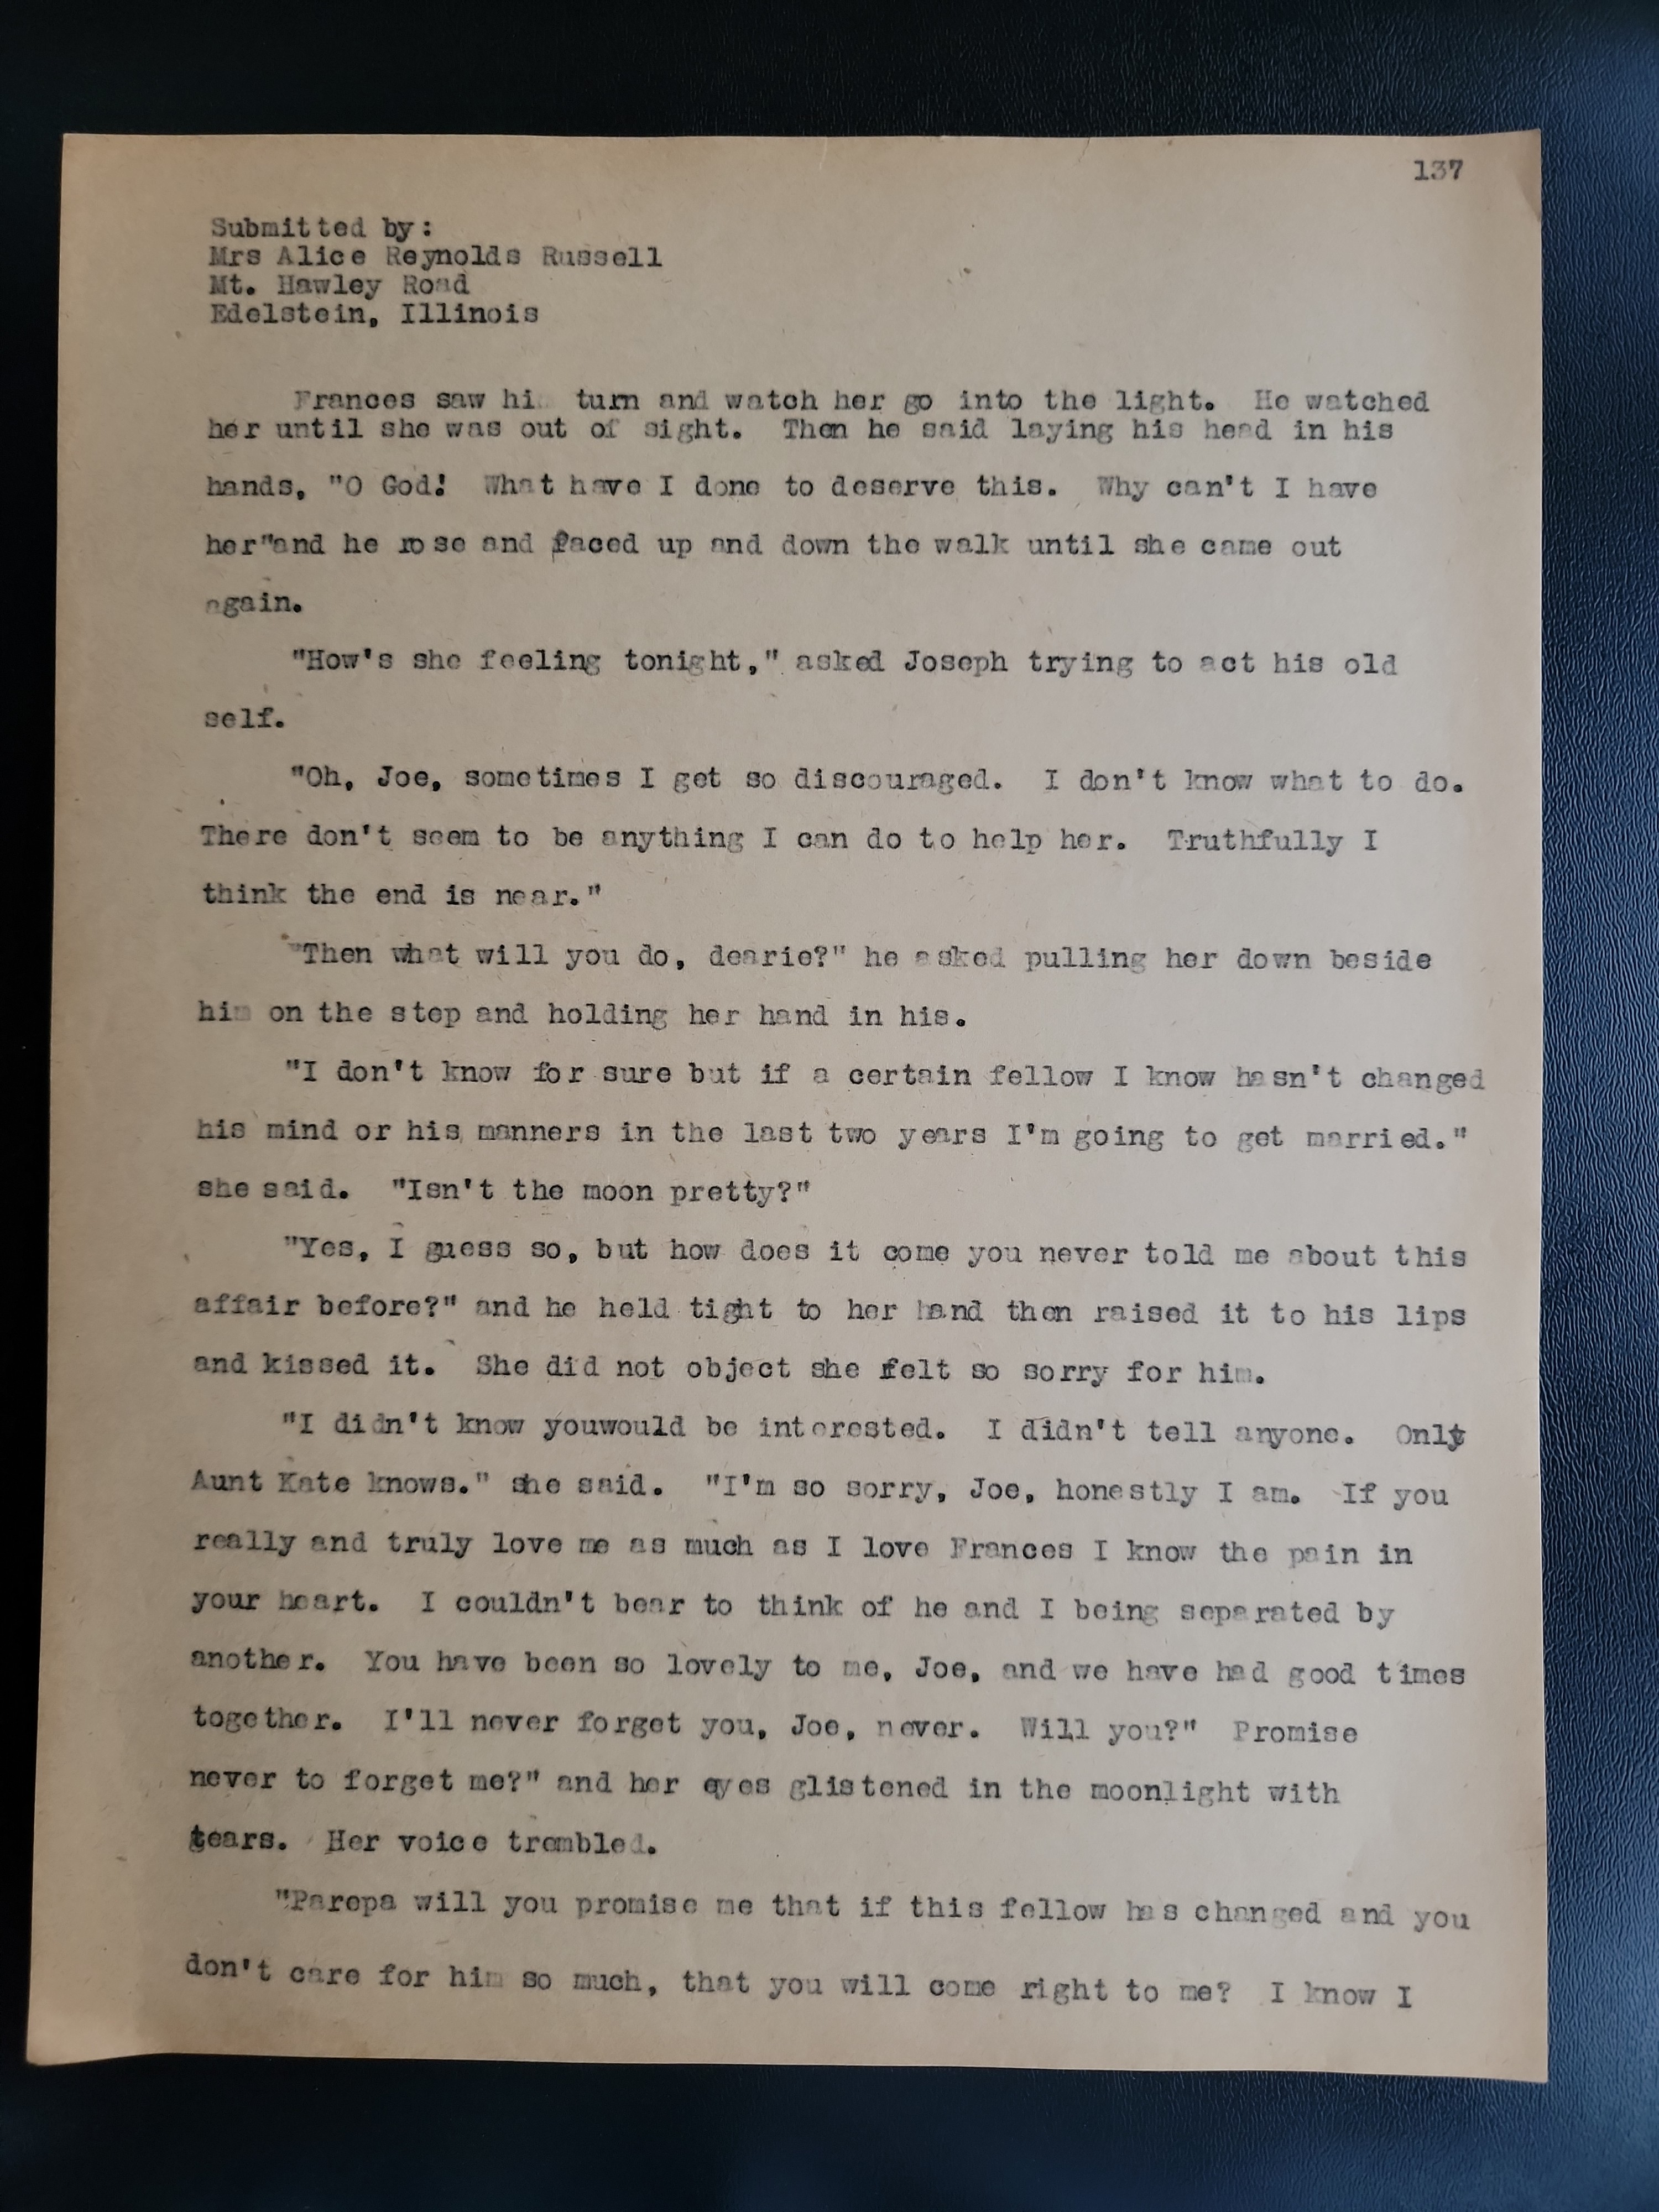 137
Submitted by:
Mrs Alice Reynolds Russell
Mt. Hawley Road
Edelstein, Illinois
Frances saw him turn and watch her go into the light. He watched
her until she was out of sight. Then he said laying his head in his
hands, "O God! What have I done to deserve this. Why can't I have
her"and he rose and paced up and down the walk until she came out
again.
"How's she feeling tonight," asked Joseph trying to act his old
self.
"Oh, Joe, sometimes I get so discouraged. I don't know what to do.
There don't seem to be anything I can do to help her. Truthfully I
think the end is near."
"Then what will you do, dearie?" he asked pulling her down beside
him on the step and holding her hand in his.
"I don't know for sure but if a certain fellow I know hasn't changed
his mind or his manners in the last two years I'm going to get married."
she said. "Isn't the moon pretty?"
"Yes, I guess so, but how does it come you never told me about this
affair before?" and he held tight to her hand then raised it to his lips
and kissed it. She did not object she felt so sorry for him.
"I didn't know youwould be interested. I didn't tell anyone. Only
Aunt Kate knows." she said. "I'm so sorry, Joe, honestly I am. If you
really and truly love me as much as I love Frances I know the pain in
your heart. I couldn't bear to think of he and I being separated by
another. You have been so lovely to me, Joe, and we have had good times
together. I'll never forget you, Joe, never. Will you?" Promise
never to forget me?" and her eyes glistened in the moonlight with
tears. Her voice trembled.
"Parepa will you promise me that if this fellow has changed and you
don't care for him so much, that you will come right to me? I know I